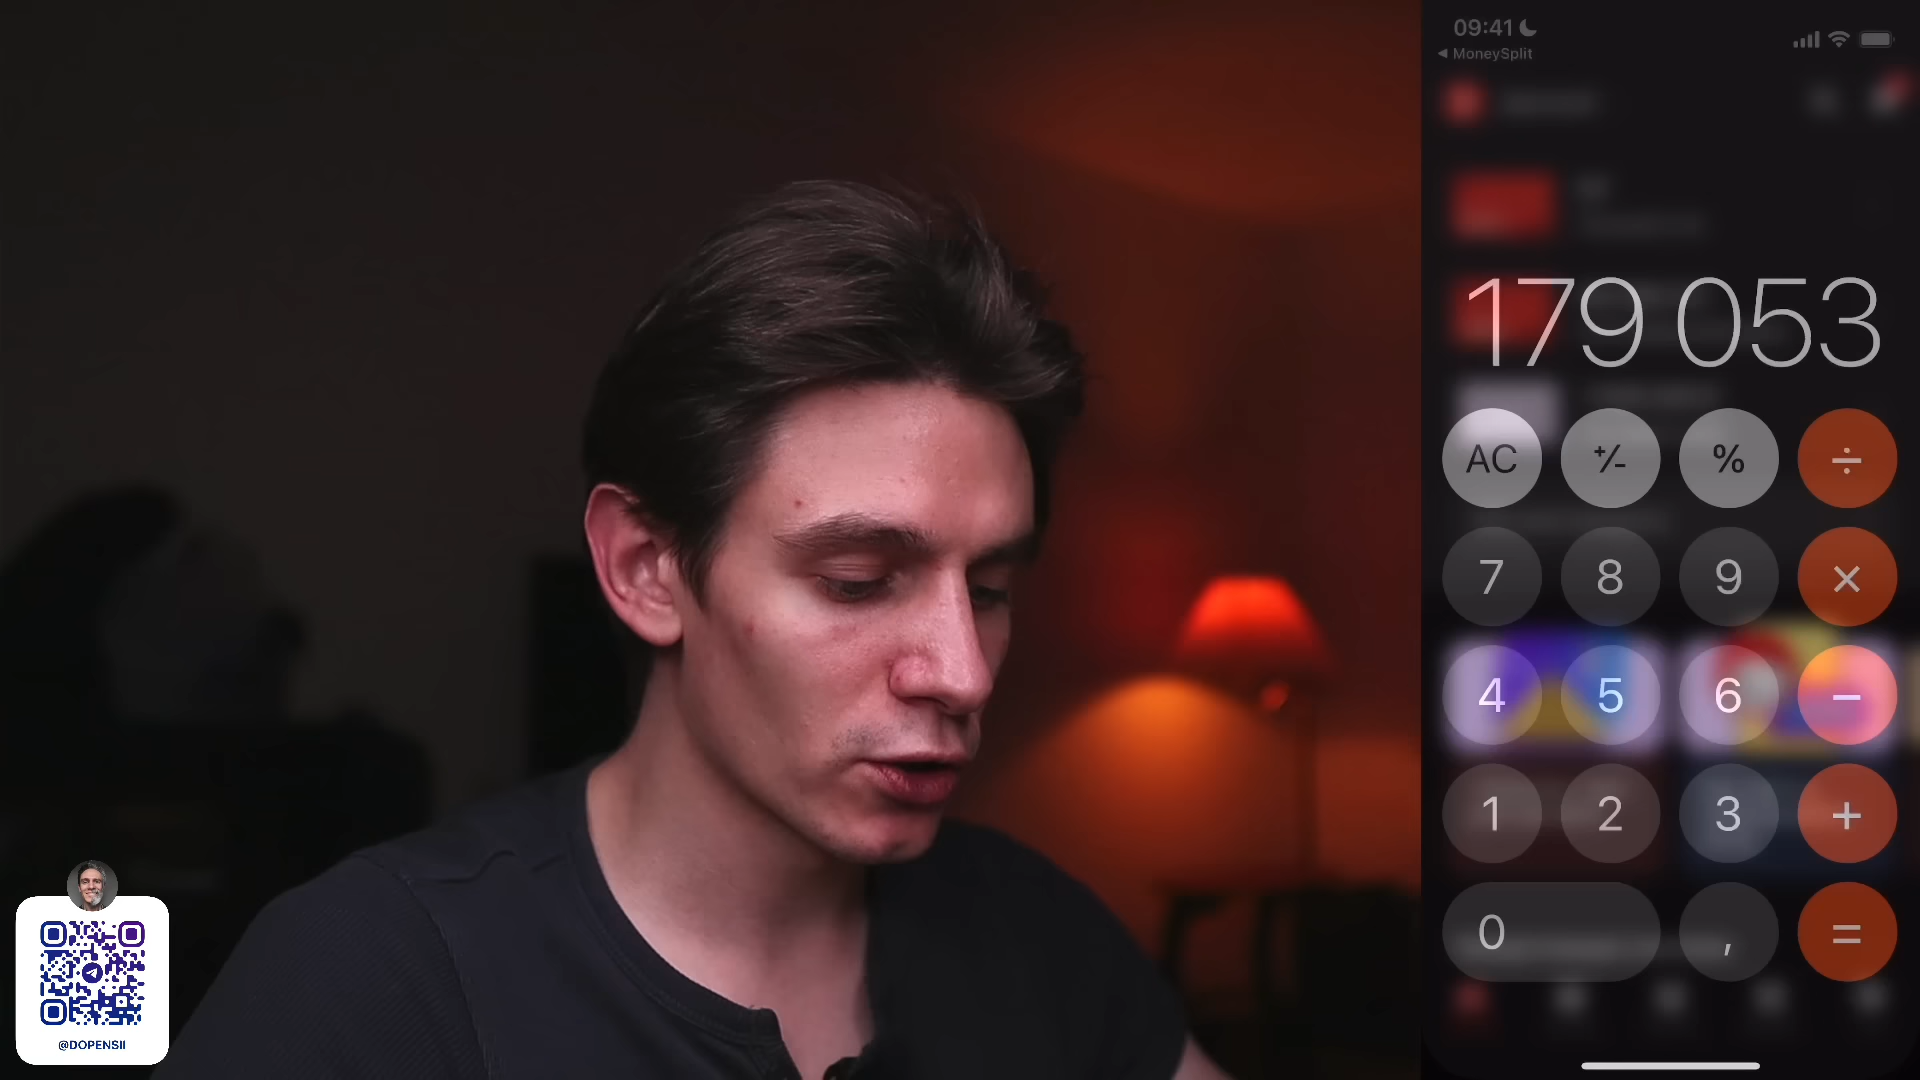 09:41
◀ MoneySplit
179 053
AC +/- % ÷
7 8 9 ×
4 5 6 −
1 2 3 +
0 , =
@DOPENSII